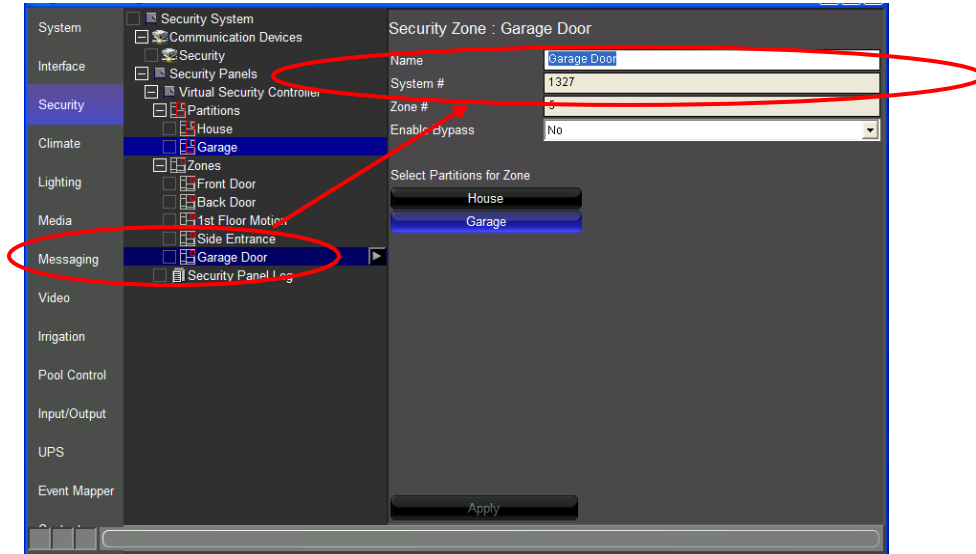 System
Interface
Security
Climate
Lighting
Media
Messaging
Video
Irrigation
Pool Control
Input/Output
UPS
Event Mapper
Security System
Communication Devices
Security
Security Panels
Virtual Security Controller
Partitions
House
Garage
Zones
Front Door
Back Door
1st Floor Motion
Side Entrance
Garage Door
Security Panel Log
Security Zone : Garage Door
Name Garage Door
System # 1327
Zone # 5
Enable Bypass No
Select Partitions for Zone
House
Garage
Apply